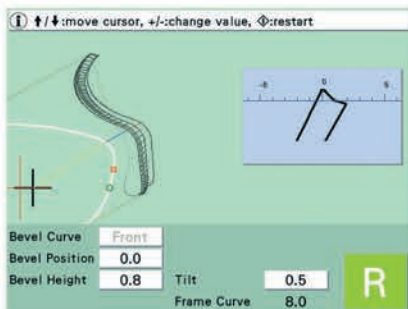 ⓘ ⬆/⬇:move cursor, +/-:change value, ◇:restart
-5 0 5
Bevel Curve Front
Bevel Position 0.0
Bevel Height 0.8 Tilt 0.5
Frame Curve 8.0
R